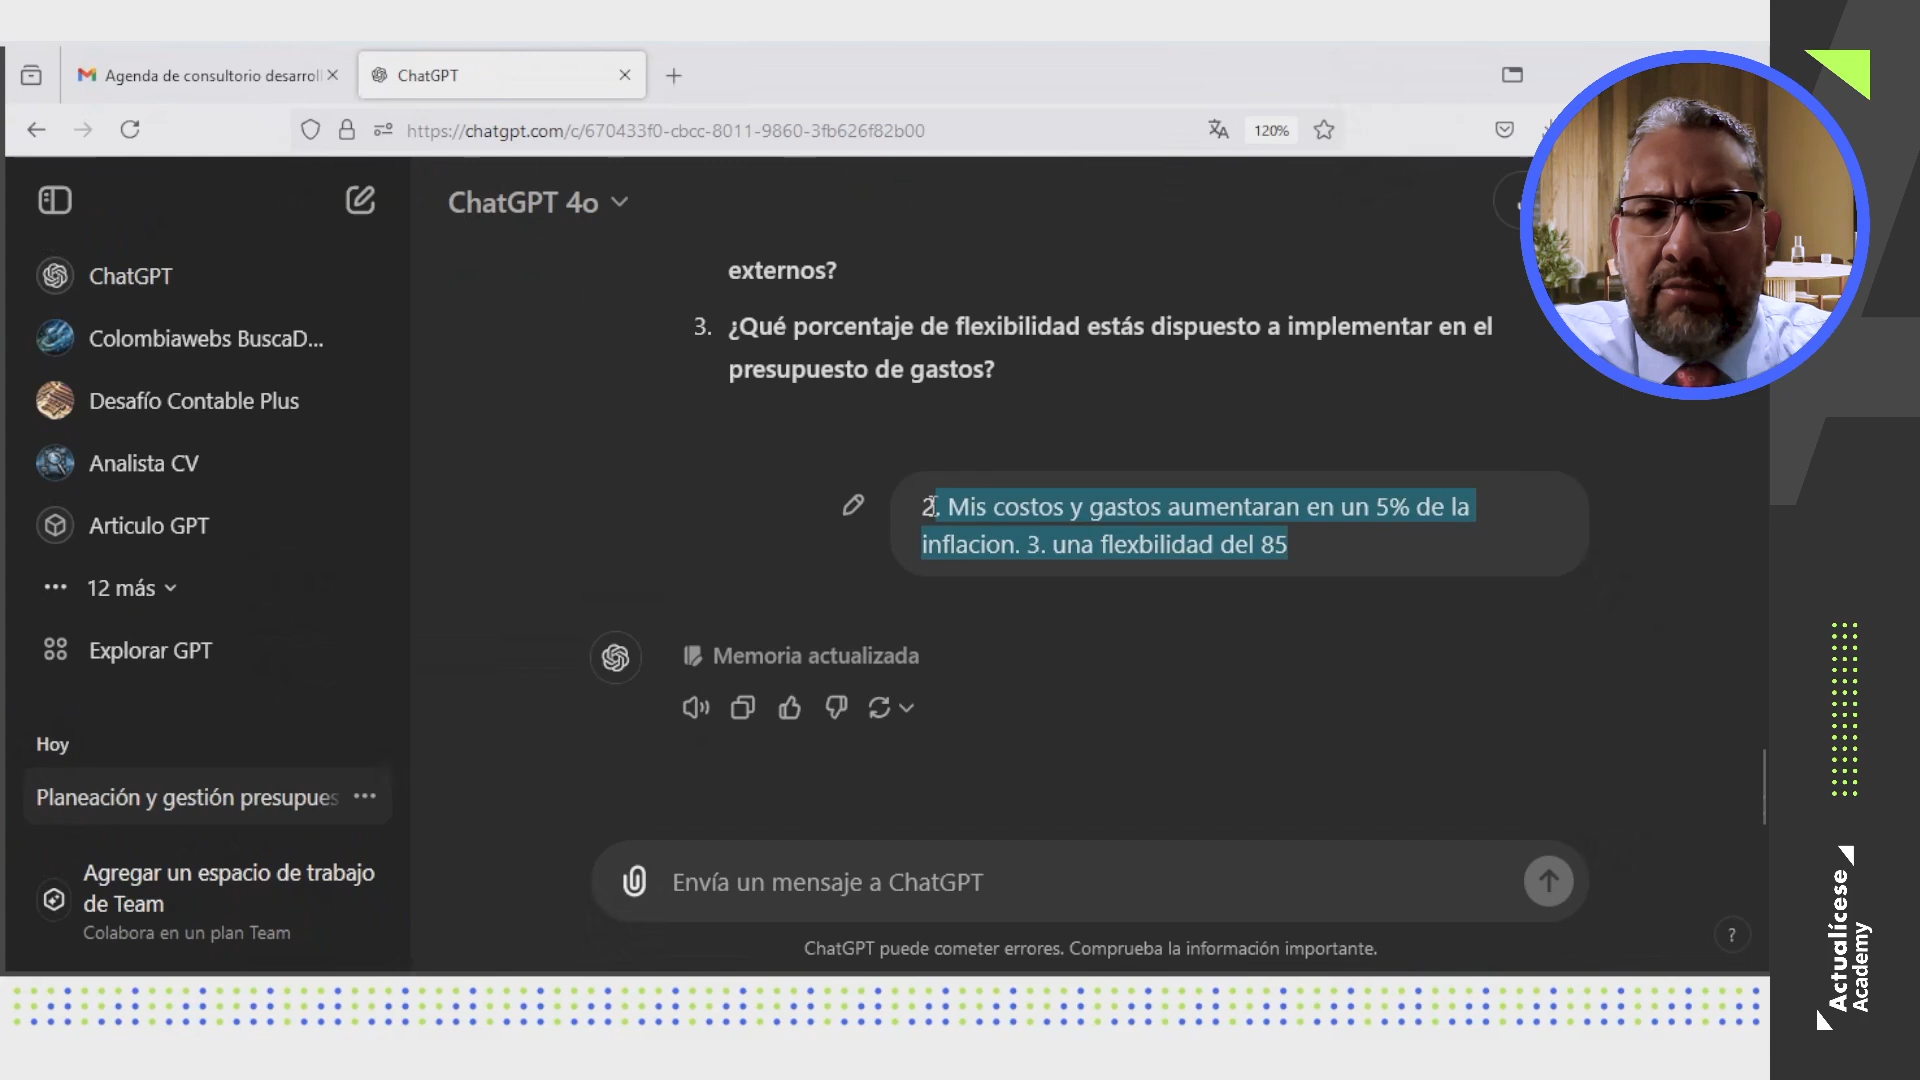 Agenda de consultorio desarrol
ChatGPT
https://chatgpt.com/c/670433f0-cbcc-8011-9860-3fb626f82b00
120%
ChatGPT 4o
ChatGPT
Colombiawebs BuscaD...
Desafío Contable Plus
Analista CV
Articulo GPT
12 más
Explorar GPT
Hoy
Planeación y gestión presupues
Agregar un espacio de trabajo
de Team
Colabora en un plan Team
externos?
3. ¿Qué porcentaje de flexibilidad estás dispuesto a implementar en el
presupuesto de gastos?
2. Mis costos y gastos aumentaran en un 5% de la
inflacion. 3. una flexbilidad del 85
Memoria actualizada
Envía un mensaje a ChatGPT
ChatGPT puede cometer errores. Comprueba la información importante.
?
Actualícese
Academy